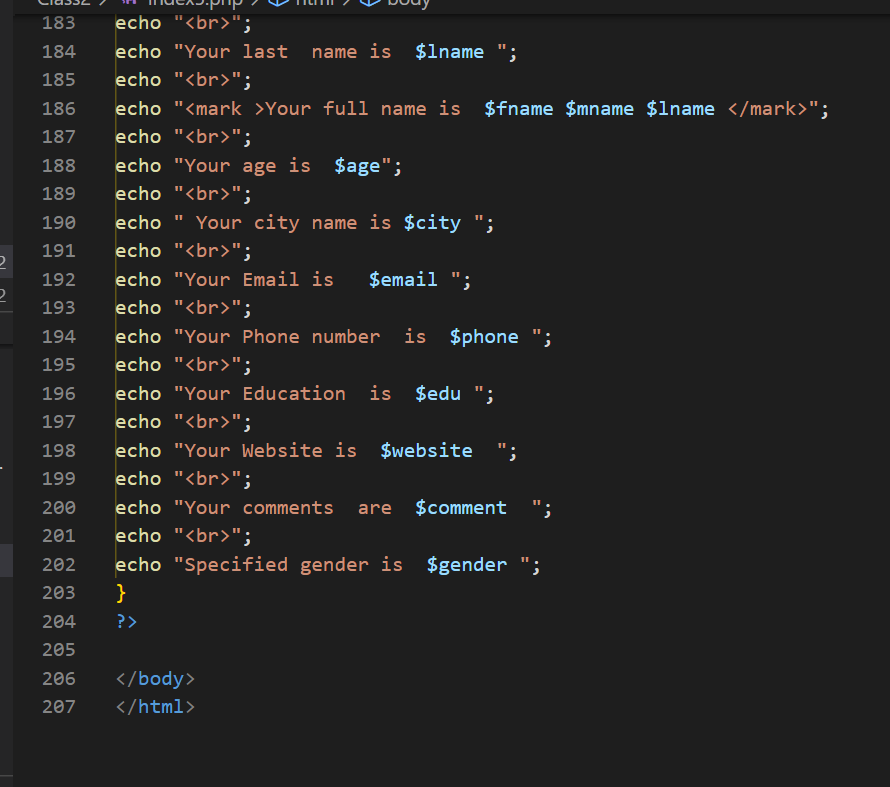 Class2 > index5.php > html > body
183 echo "<br>";
184 echo "Your last  name is  $lname ";
185 echo "<br>";
186 echo "<mark >Your full name is  $fname $mname $lname </mark>";
187 echo "<br>";
188 echo "Your age is  $age";
189 echo "<br>";
190 echo " Your city name is $city ";
191 echo "<br>";
192 echo "Your Email is   $email ";
193 echo "<br>";
194 echo "Your Phone number  is  $phone ";
195 echo "<br>";
196 echo "Your Education  is  $edu ";
197 echo "<br>";
198 echo "Your Website is  $website  ";
199 echo "<br>";
200 echo "Your comments  are  $comment  ";
201 echo "<br>";
202 echo "Specified gender is  $gender ";
203 }
204 ?>
205
206 </body>
207 </html>
2
2